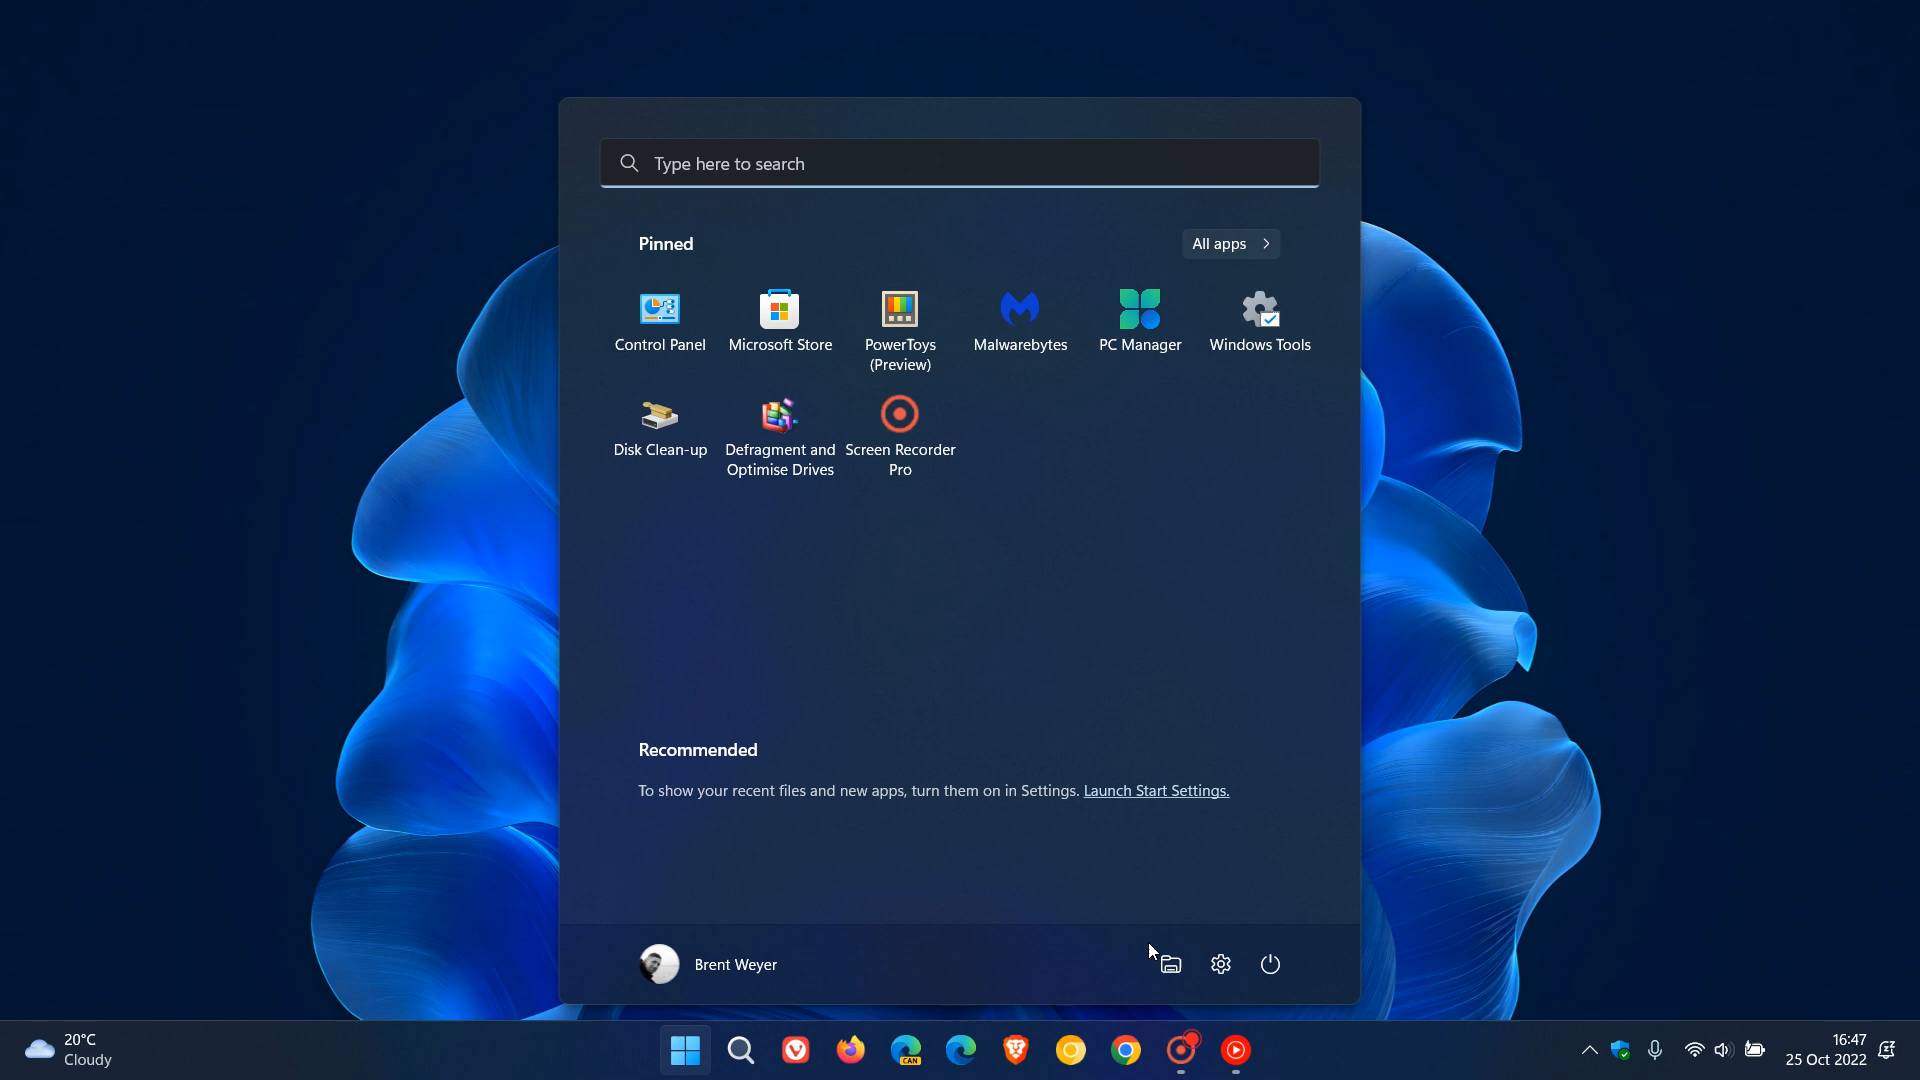 Type here to search
Pinned
All apps
Control Panel
Microsoft Store
PowerToys
(Preview)
Malwarebytes
PC Manager
Windows Tools
Disk Clean-up
Defragment and
Optimise Drives
Screen Recorder
Pro
Recommended
To show your recent files and new apps, turn them on in Settings. Launch Start Settings.
Brent Weyer
20°C
Cloudy
CAN
16:47
25 Oct 2022